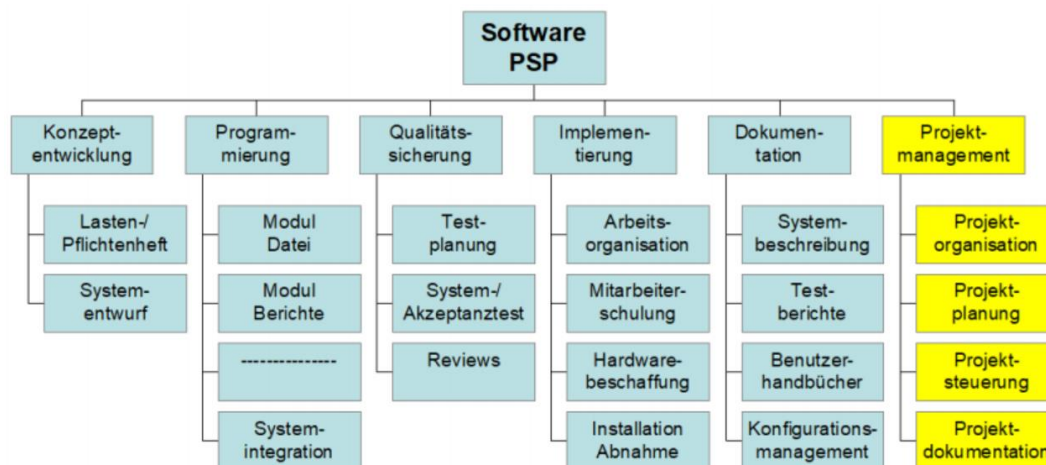 Software
PSP
Konzept-
entwicklung
Lasten-/
Pflichtenheft
System-
entwurf
Program-
mierung
Modul
Datei
Modul
Berichte
---------------
System-
integration
Qualitäts-
sicherung
Test-
planung
System-/
Akzeptanztest
Reviews
Implemen-
tierung
Arbeits-
organisation
Mitarbeiter-
schulung
Hardware-
beschaffung
Installation
Abnahme
Dokumen-
tation
System-
beschreibung
Test-
berichte
Benutzer-
handbücher
Konfigurations-
management
Projekt-
management
Projekt-
organisation
Projekt-
planung
Projekt-
steuerung
Projekt-
dokumentation